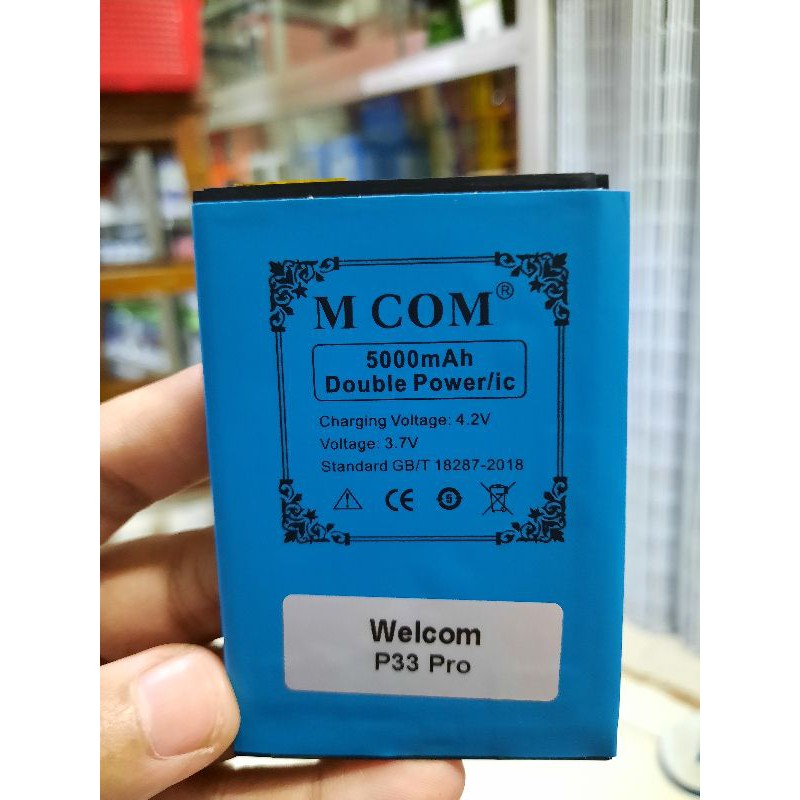 M COM®
5000mAh
Double Power/ic
Charging Voltage: 4.2V
Voltage: 3.7V
Standard GB/T 18287-2018
CE 5
Welcom
P33 Pro